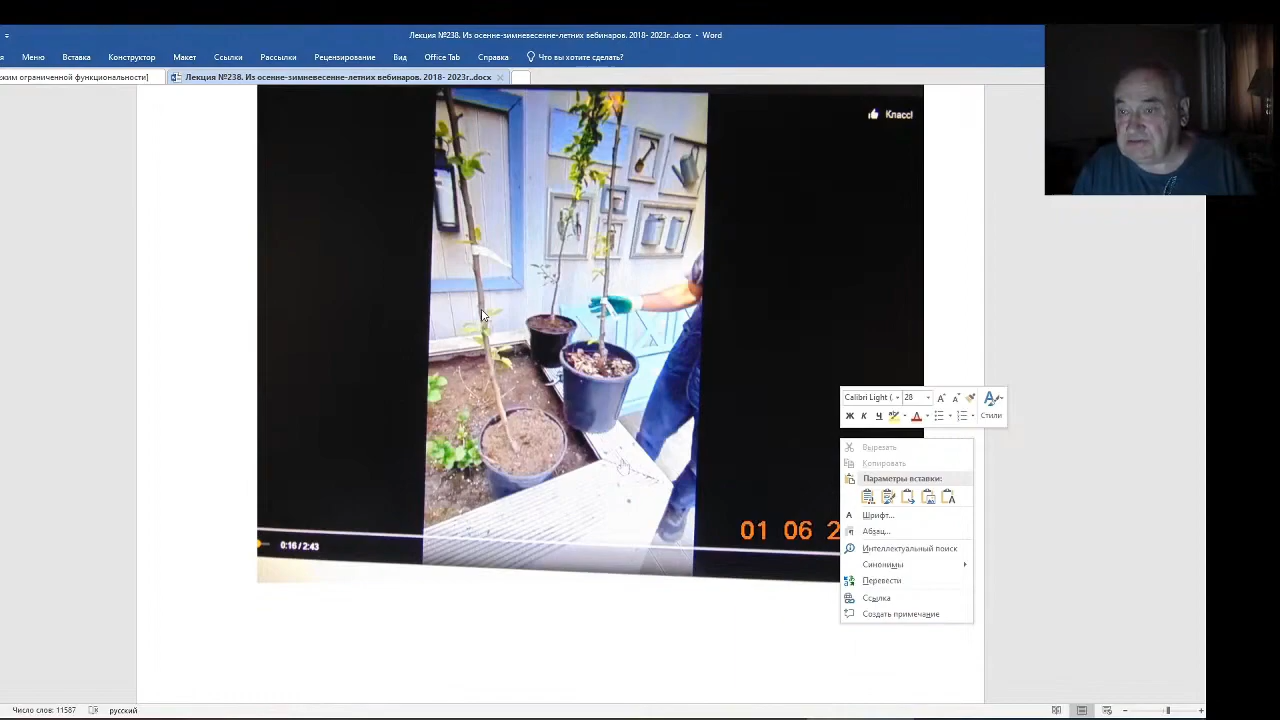 Лекция №238. Из осенне-зимневесенне-летних вебинаров. 2018- 2023г..docx - Word
я Меню Вставка Конструктор Макет Ссылки Рассылки Рецензирование Вид Office Tab Справка Что вы хотите сделать?
жим ограниченной функциональности] Лекция №238. Из осенне-зимневесенне-летних вебинаров. 2018- 2023г..docx
Класс!
Calibri Light ( 28
Ж К Ч Стили
Вырезать
Копировать
Параметры вставки:
Шрифт...
Абзац...
Интеллектуальный поиск
Синонимы
Перевести
Ссылка
Создать примечание
01 06 2
0:16 / 2:43
Число слов: 11587 русский